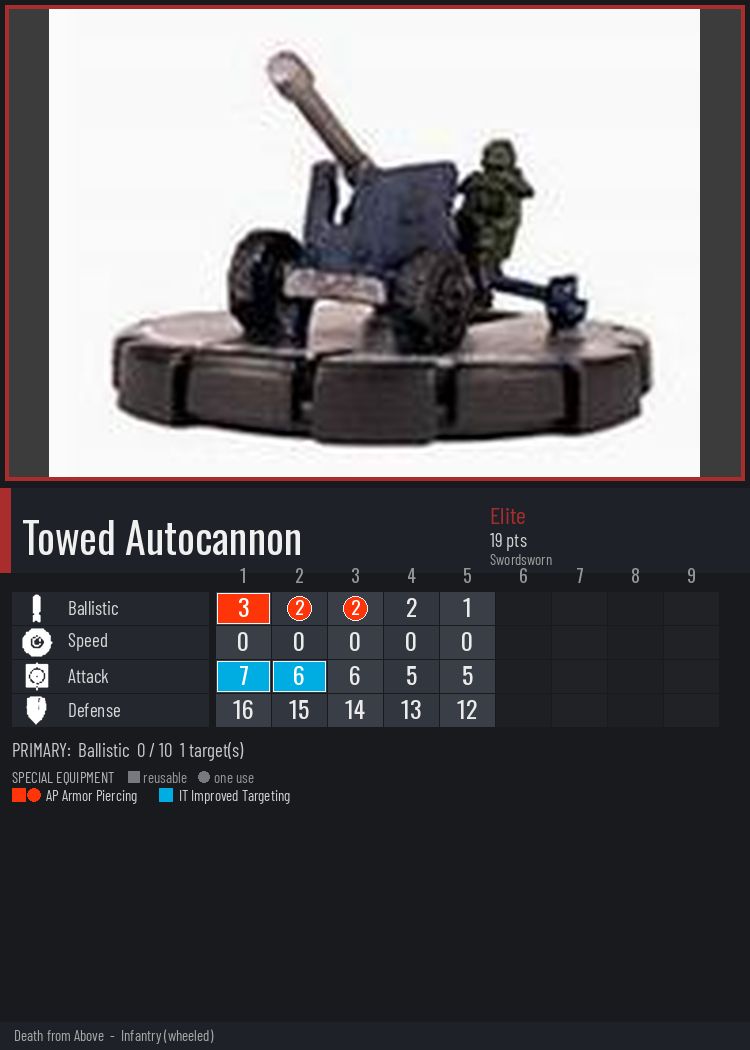 Towed Autocannon
Elite
19 pts
Swordsworn
1 2 3 4 5 6 7 8 9
Ballistic 3 2 2 2 1
Speed 0 0 0 0 0
Attack 7 6 6 5 5
Defense 16 15 14 13 12
PRIMARY: Ballistic 0 / 10 1 target(s)
SPECIAL EQUIPMENT reusable one use
AP Armor Piercing IT Improved Targeting
Death from Above - Infantry (wheeled)